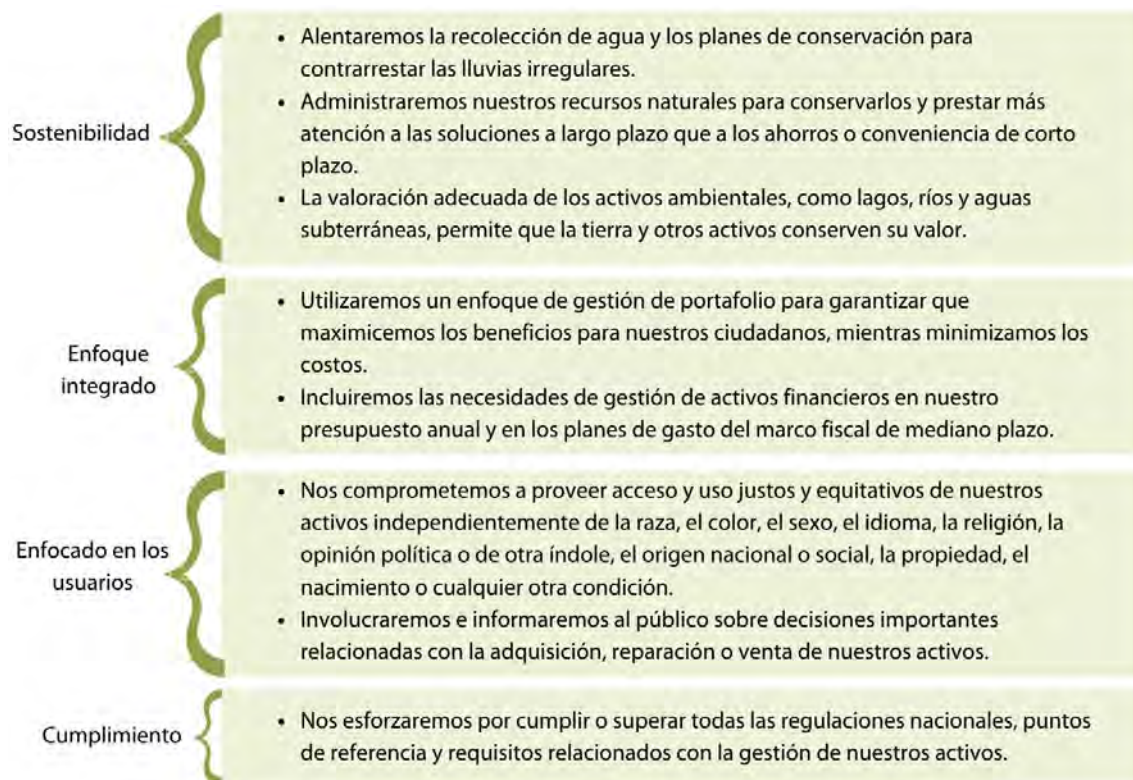 Sostenibilidad
• Alentaremos la recolección de agua y los planes de conservación para
contrarrestar las lluvias irregulares.
• Administraremos nuestros recursos naturales para conservarlos y prestar más
atención a las soluciones a largo plazo que a los ahorros o conveniencia de corto
plazo.
• La valoración adecuada de los activos ambientales, como lagos, ríos y aguas
subterráneas, permite que la tierra y otros activos conserven su valor.
Enfoque
integrado
• Utilizaremos un enfoque de gestión de portafolio para garantizar que
maximicemos los beneficios para nuestros ciudadanos, mientras minimizamos los
costos.
• Incluiremos las necesidades de gestión de activos financieros en nuestro
presupuesto anual y en los planes de gasto del marco fiscal de mediano plazo.
Enfocado en los
usuarios
• Nos comprometemos a proveer acceso y uso justos y equitativos de nuestros
activos independientemente de la raza, el color, el sexo, el idioma, la religión, la
opinión política o de otra índole, el origen nacional o social, la propiedad, el
nacimiento o cualquier otra condición.
• Involucraremos e informaremos al público sobre decisiones importantes
relacionadas con la adquisición, reparación o venta de nuestros activos.
Cumplimiento
• Nos esforzaremos por cumplir o superar todas las regulaciones nacionales, puntos
de referencia y requisitos relacionados con la gestión de nuestros activos.